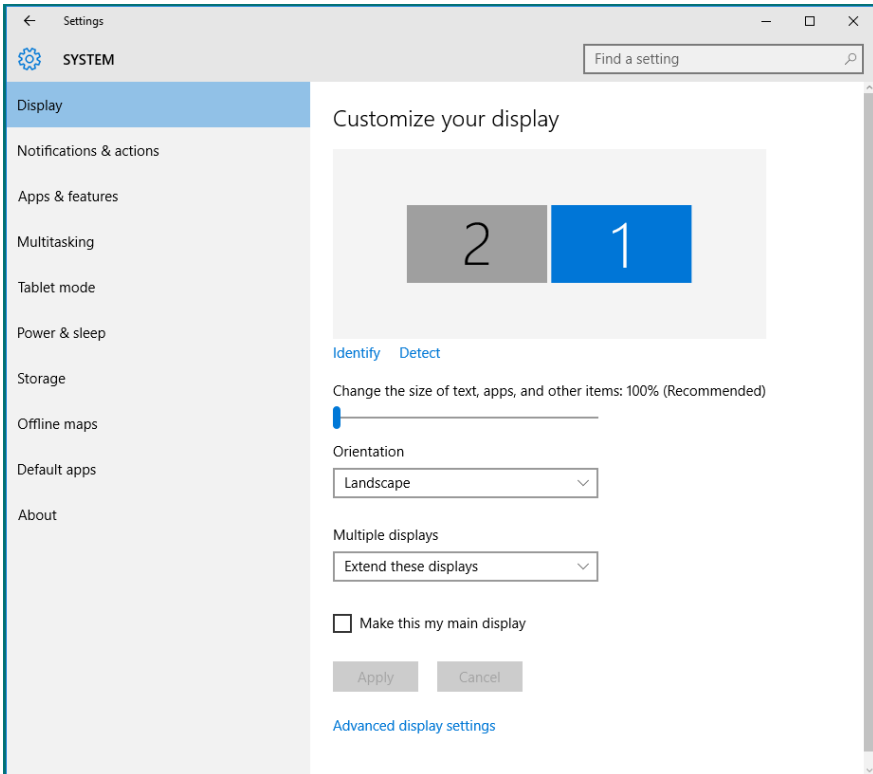 Settings
SYSTEM
Find a setting
Display
Notifications & actions
Apps & features
Multitasking
Tablet mode
Power & sleep
Storage
Offline maps
Default apps
About
Customize your display
2 1
Identify Detect
Change the size of text, apps, and other items: 100% (Recommended)
Orientation
Landscape
Multiple displays
Extend these displays
Make this my main display
Apply Cancel
Advanced display settings